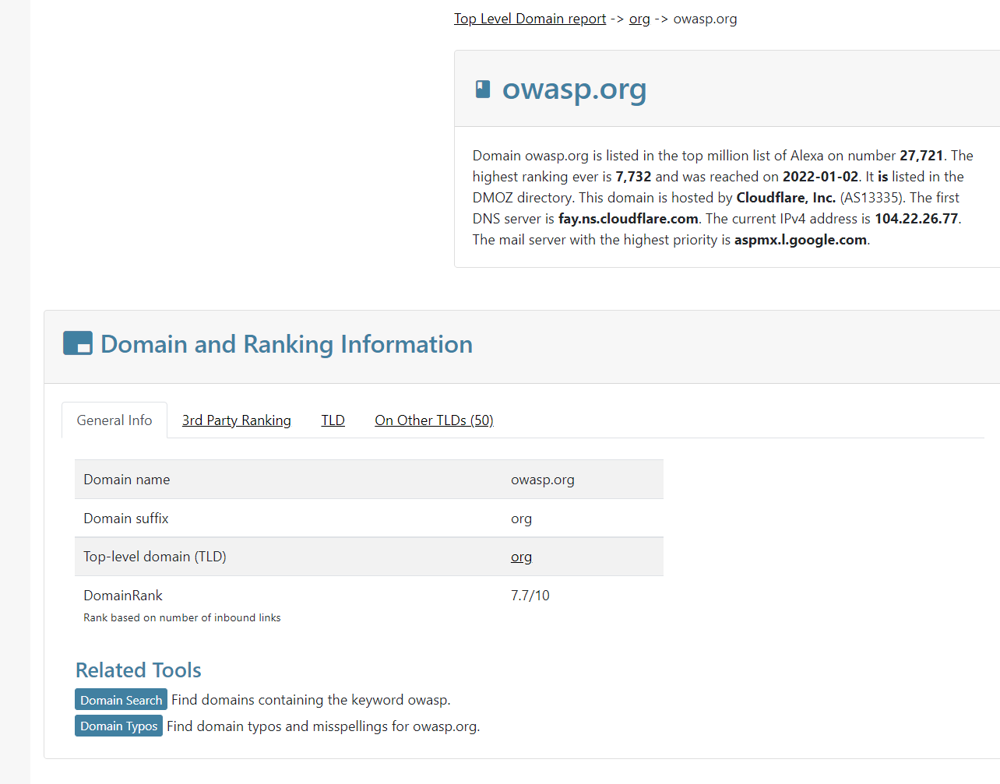 Top Level Domain report -> org -> owasp.org
owasp.org
Domain owasp.org is listed in the top million list of Alexa on number 27,721. The
highest ranking ever is 7,732 and was reached on 2022-01-02. It is listed in the
DMOZ directory. This domain is hosted by Cloudflare, Inc. (AS13335). The first
DNS server is fay.ns.cloudflare.com. The current IPv4 address is 104.22.26.77.
The mail server with the highest priority is aspmx.l.google.com.
Domain and Ranking Information
General Info 3rd Party Ranking TLD On Other TLDs (50)
Domain name owasp.org
Domain suffix org
Top-level domain (TLD) org
DomainRank 7.7/10
Rank based on number of inbound links
Related Tools
Domain Search Find domains containing the keyword owasp.
Domain Typos Find domain typos and misspellings for owasp.org.